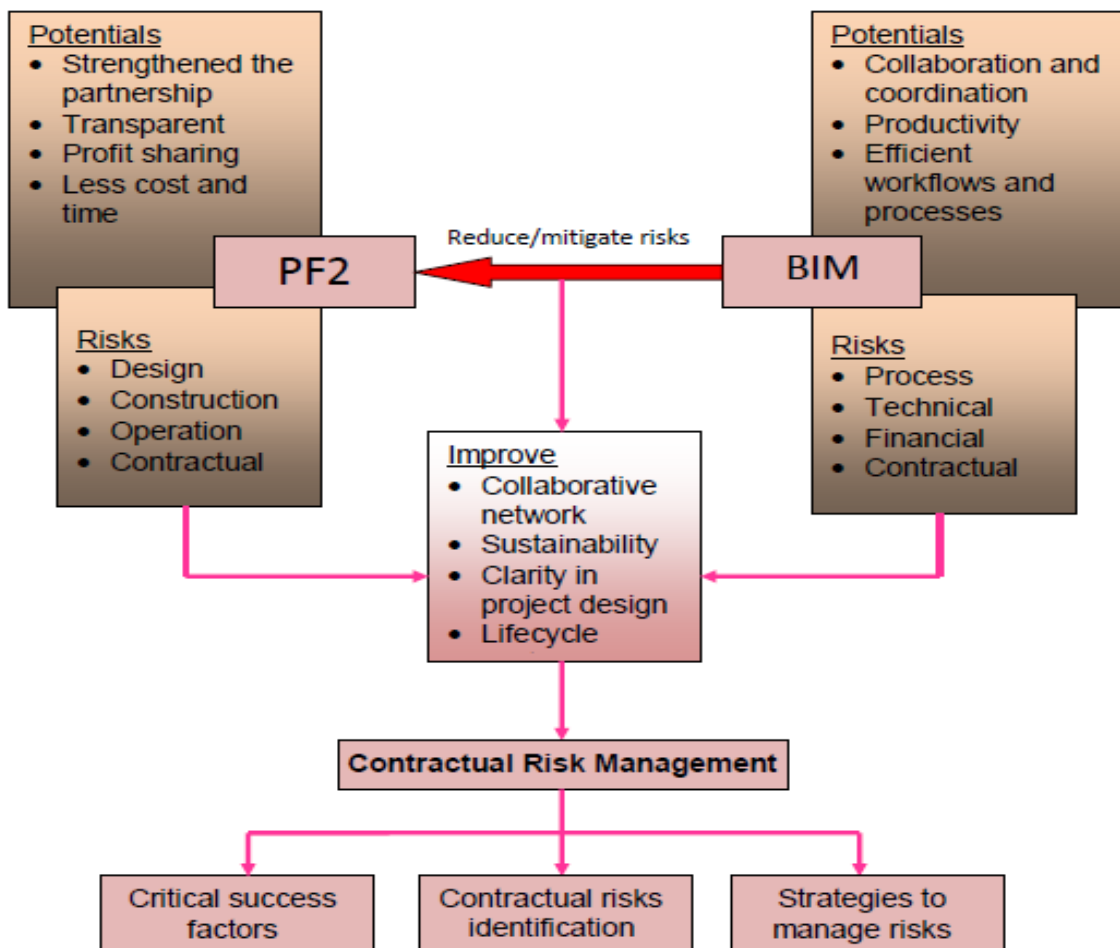 Potentials
• Strengthened the
partnership
• Transparent
• Profit sharing
• Less cost and
time
Potentials
• Collaboration and
coordination
• Productivity
• Efficient
workflows and
processes
Reduce/mitigate risks
PF2
BIM
Risks
• Design
• Construction
• Operation
• Contractual
Risks
• Process
• Technical
• Financial
• Contractual
Improve
• Collaborative
network
• Sustainability
• Clarity in
project design
• Lifecycle
Contractual Risk Management
Critical success
factors
Contractual risks
identification
Strategies to
manage risks